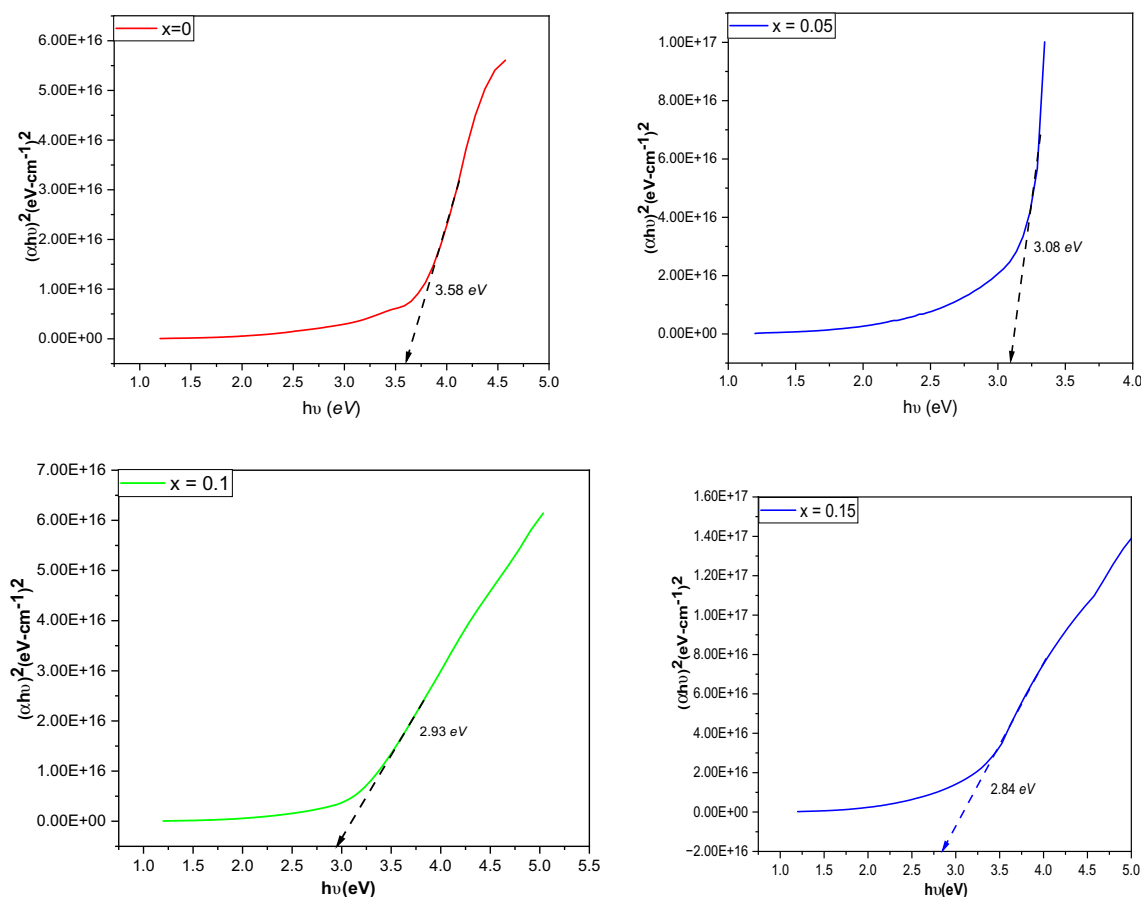 x=0
6.00E+16
5.00E+16
4.00E+16
3.00E+16
2.00E+16
1.00E+16
0.00E+00
(αhυ)²(eV-cm⁻¹)²
3.58 eV
1.0 1.5 2.0 2.5 3.0 3.5 4.0 4.5 5.0
hυ (eV)
x = 0.05
1.00E+17
8.00E+16
6.00E+16
4.00E+16
2.00E+16
0.00E+00
(αhυ)²(eV-cm⁻¹)²
3.08 eV
1.0 1.5 2.0 2.5 3.0 3.5 4.0
hυ (eV)
x = 0.1
7.00E+16
6.00E+16
5.00E+16
4.00E+16
3.00E+16
2.00E+16
1.00E+16
0.00E+00
(αhυ)²(eV-cm⁻¹)²
2.93 eV
1.0 1.5 2.0 2.5 3.0 3.5 4.0 4.5 5.0 5.5
hυ(eV)
x = 0.15
1.60E+17
1.40E+17
1.20E+17
1.00E+17
8.00E+16
6.00E+16
4.00E+16
2.00E+16
0.00E+00
−2.00E+16
(αhυ)²(eV-cm⁻¹)²
2.84 eV
1.0 1.5 2.0 2.5 3.0 3.5 4.0 4.5 5.0
hυ(eV)